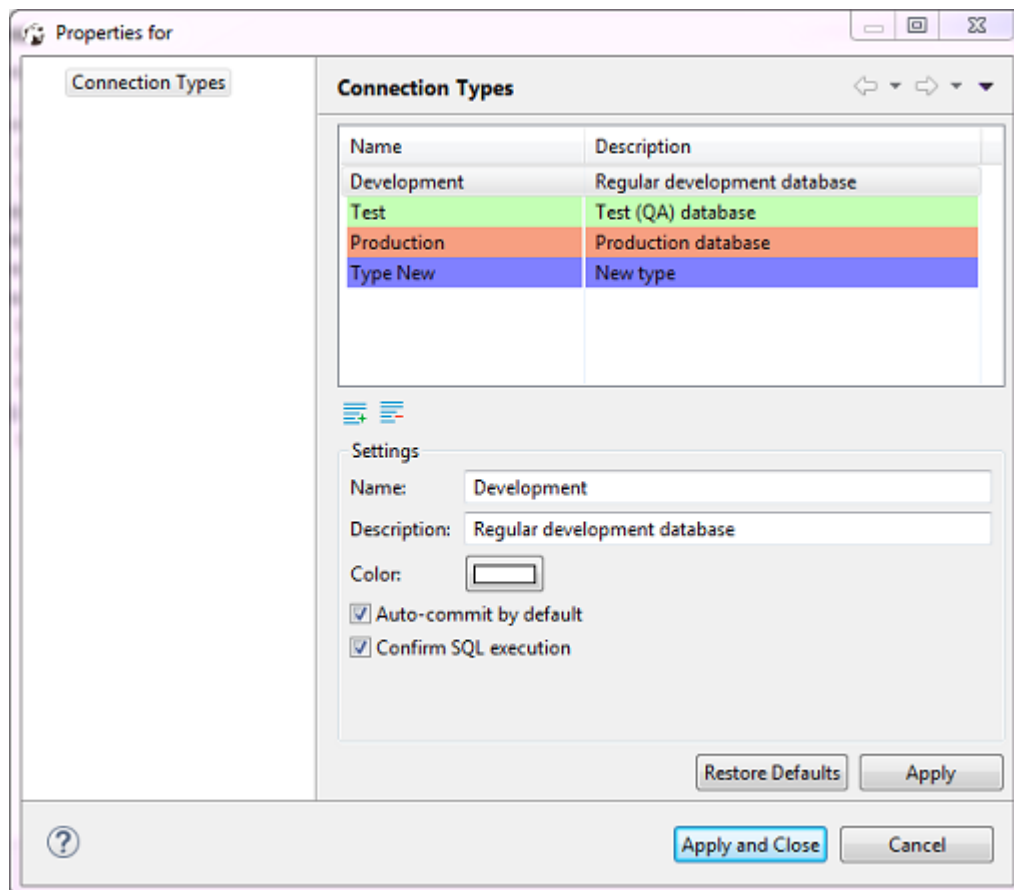 Properties for
Connection Types
Connection Types
Name Description
Development Regular development database
Test Test (QA) database
Production Production database
Type New New type
Settings
Name: Development
Description: Regular development database
Color:
Auto-commit by default
Confirm SQL execution
Restore Defaults Apply
? Apply and Close Cancel